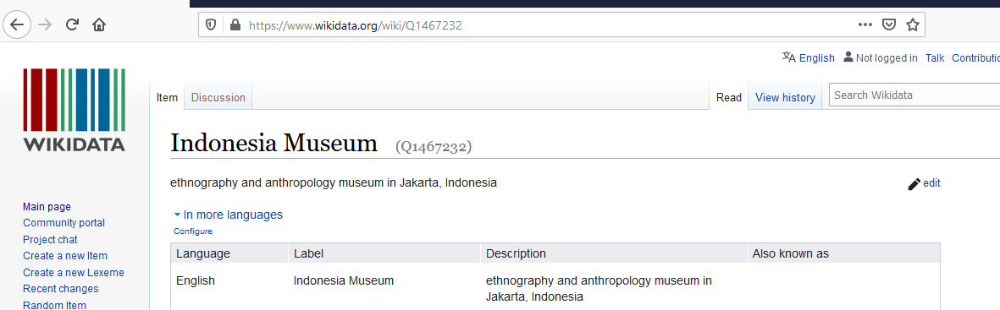 https://www.wikidata.org/wiki/Q1467232
English Not logged in Talk Contributio
WIKIDATA
Item Discussion Read View history Search Wikidata
Indonesia Museum (Q1467232)
ethnography and anthropology museum in Jakarta, Indonesia edit
In more languages
Configure
Language Label Description Also known as
English Indonesia Museum ethnography and anthropology museum in
Jakarta, Indonesia
Main page
Community portal
Project chat
Create a new Item
Create a new Lexeme
Recent changes
Random Item